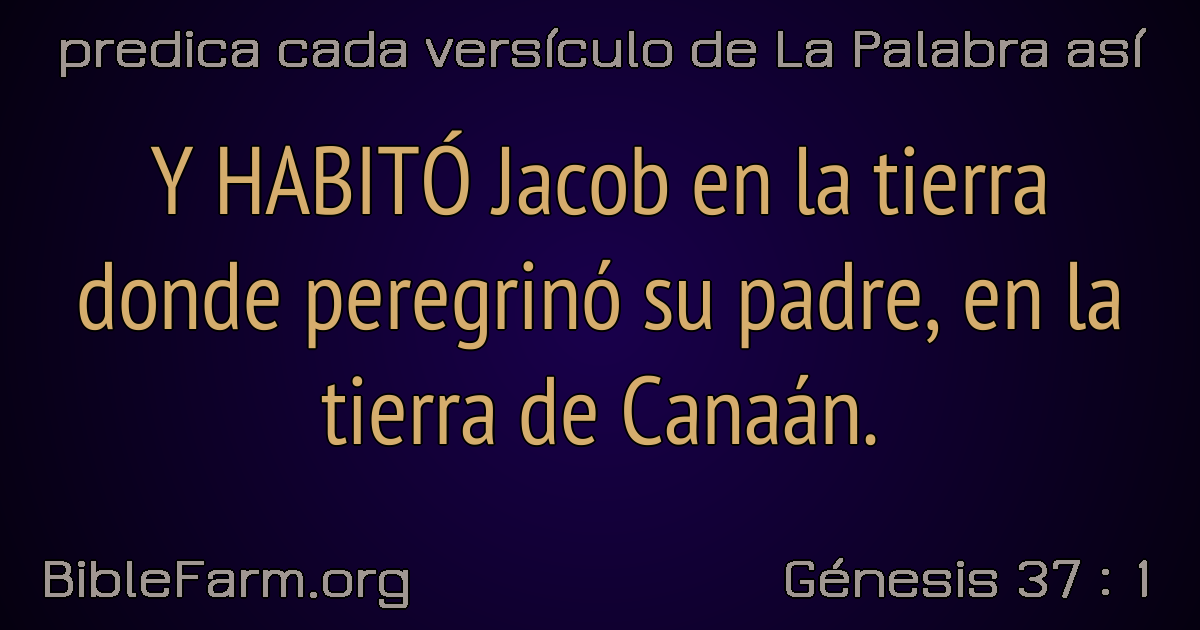 predica cada versículo de La Palabra así
Y HABITÓ Jacob en la tierra
donde peregrinó su padre, en la
tierra de Canaán.
BibleFarm.org
Génesis 37 : 1